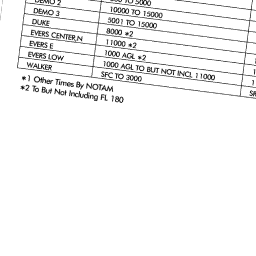 DEMO 2
TO 5000
DEMO 3 10000 TO 15000
DUKE 5001 TO 15000
EVERS CENTER,N 8000 *2
EVERS E 11000 *2
EVERS LOW 1000 AGL *2
WALKER 1000 AGL TO BUT NOT INCL 11000
SFC TO 3000
*1 Other Times By NOTAM
*2 To But Not Including FL 180